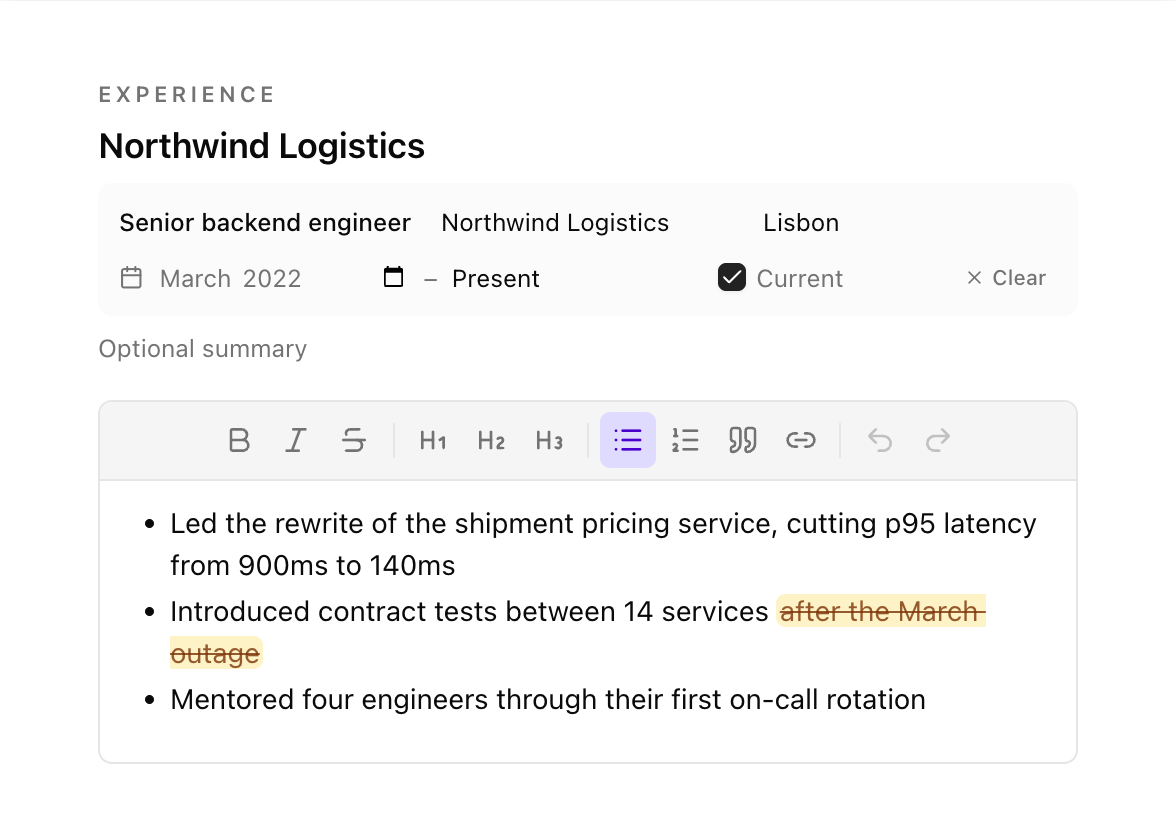 EXPERIENCE
Northwind Logistics
Senior backend engineer Northwind Logistics Lisbon
March 2022 – Present Current Clear
Optional summary
B I S H1 H2 H3
Led the rewrite of the shipment pricing service, cutting p95 latency
from 900ms to 140ms
Introduced contract tests between 14 services after the March
outage
Mentored four engineers through their first on-call rotation